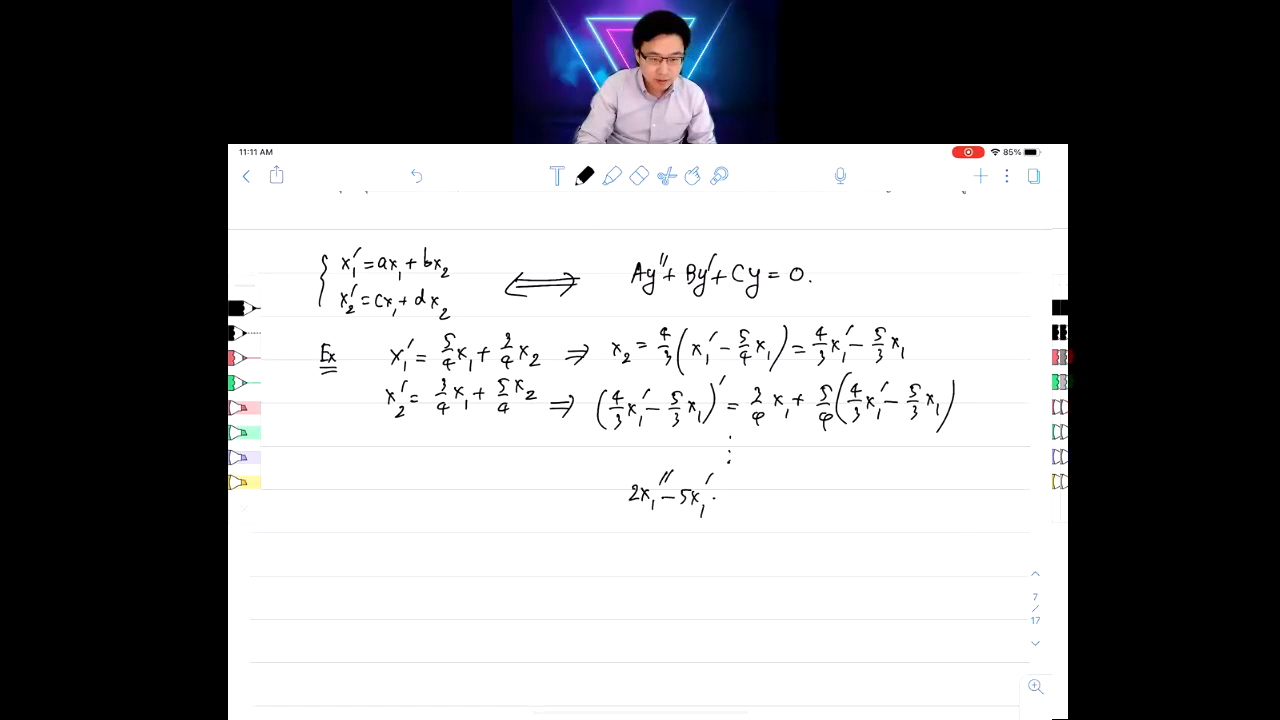 11:11 AM
85%
T
x₁′ = ax₁ + bx₂
x₂′ = cx₁ + dx₂
⟺ Ay″ + By′ + Cy = 0.
Ex
x₁′ = 5/4 x₁ + 3/4 x₂ ⇒ x₂ = 4/3 (x₁′ − 5/4 x₁) = 4/3 x₁′ − 5/3 x₁
x₂′ = 3/4 x₁ + 5/4 x₂ ⇒ (4/3 x₁′ − 5/3 x₁)′ = 3/4 x₁ + 5/4 (4/3 x₁′ − 5/3 x₁)
⋮
2x₁″ − 5x₁′
7
/
17